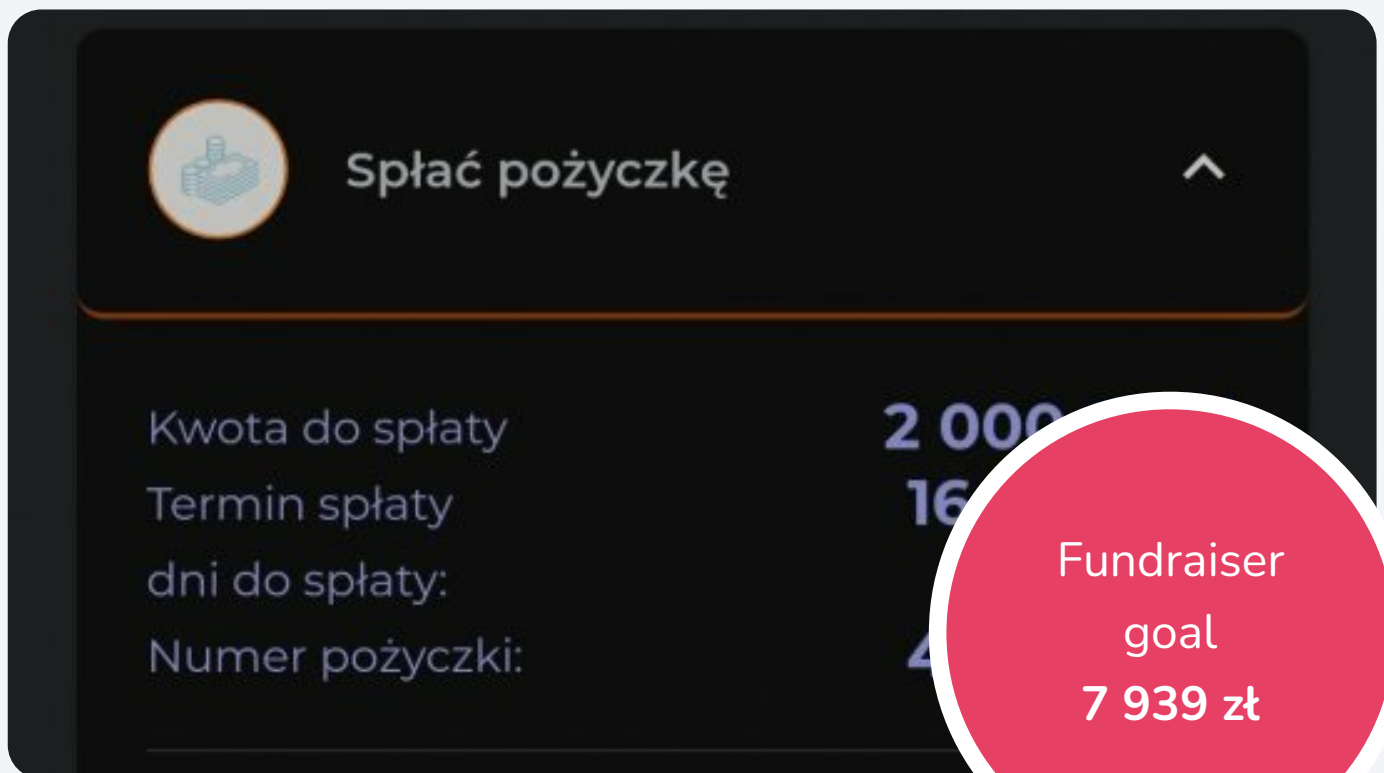 Spłać pożyczkę
Kwota do spłaty 2 000
Termin spłaty 16
dni do spłaty:
Numer pożyczki:
Fundraiser
goal
7 939 zł